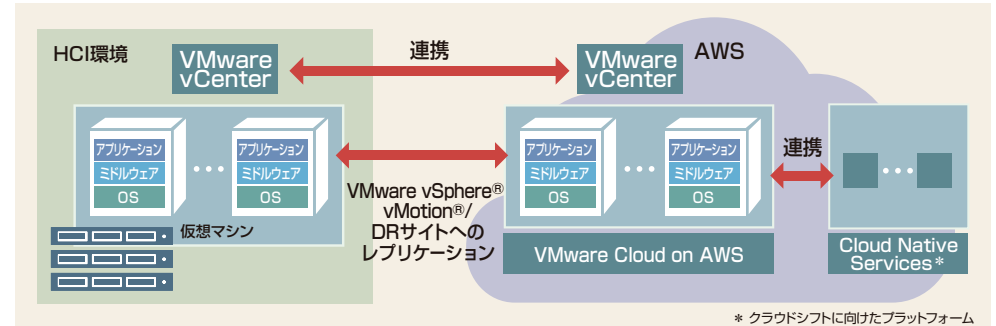 HCI環境
VMware
vCenter
連携
VMware
vCenter
AWS
アプリケーション
ミドルウェア
OS
･･･
アプリケーション
ミドルウェア
OS
仮想マシン
VMware vSphere®
vMotion®/
DRサイトへの
レプリケーション
アプリケーション
ミドルウェア
OS
･･･
アプリケーション
ミドルウェア
OS
VMware Cloud on AWS
連携
･･･
Cloud Native
Services*
* クラウドシフトに向けたプラットフォーム